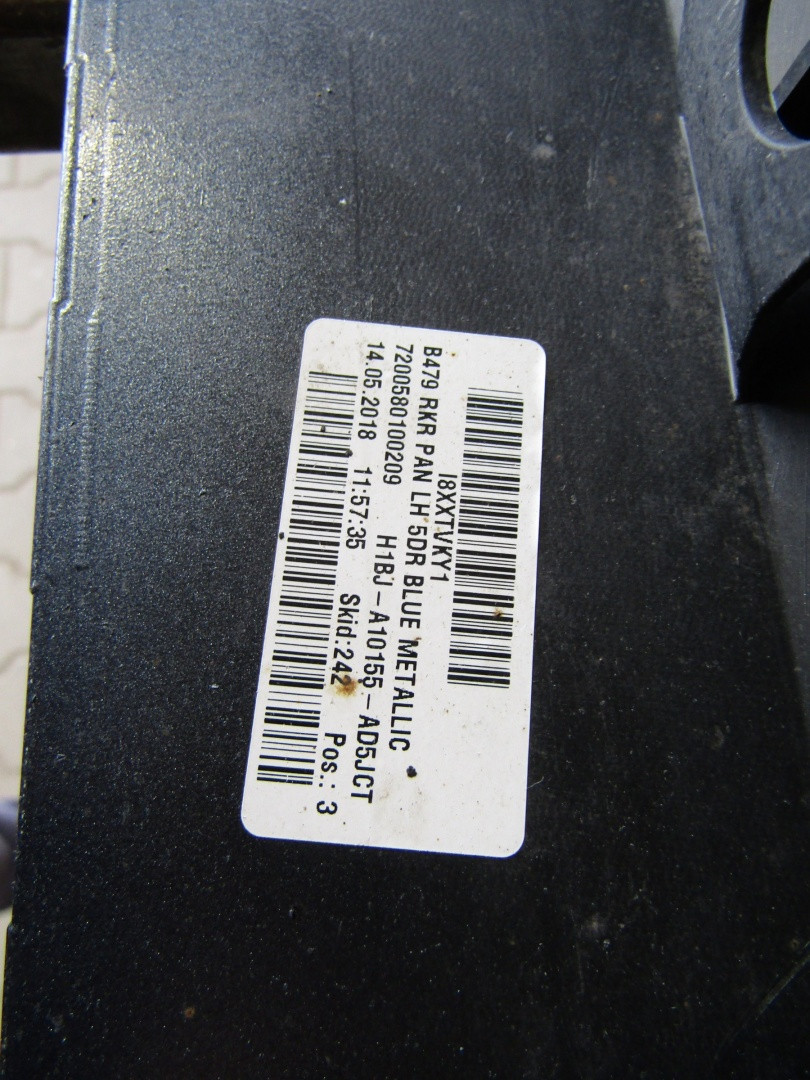 I8XXTVKY1
B479 RKR PAN LH 5DR BLUE METALLIC
7200580100209 H1BJ-A10155-AD5JCT
14.05.2018 11:57:35 Skid:242 Pos.: 3